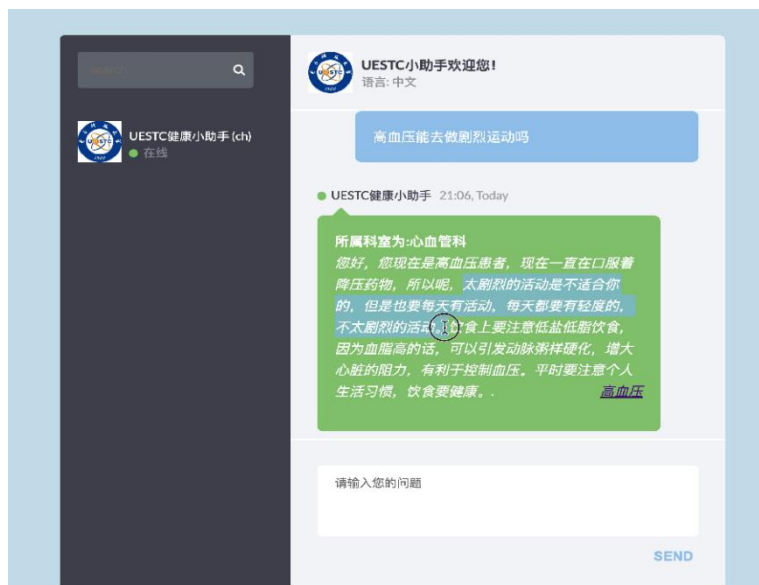 search
UESTC小助手欢迎您!
语言: 中文
UESTC健康小助手 (ch)
在线
高血压能去做剧烈运动吗
UESTC健康小助手 21:06, Today
所属科室为:心血管科
您好，您现在是高血压患者，现在一直在口服着
降压药物，所以呢，太剧烈的活动是不适合你
的，但是也要每天有活动，每天都要有轻度的，
不太剧烈的活动。饮食上要注意低盐低脂饮食，
因为血脂高的话，可以引发动脉粥样硬化，增大
心脏的阻力，有利于控制血压。平时要注意个人
生活习惯，饮食要健康。.
高血压
请输入您的问题
SEND